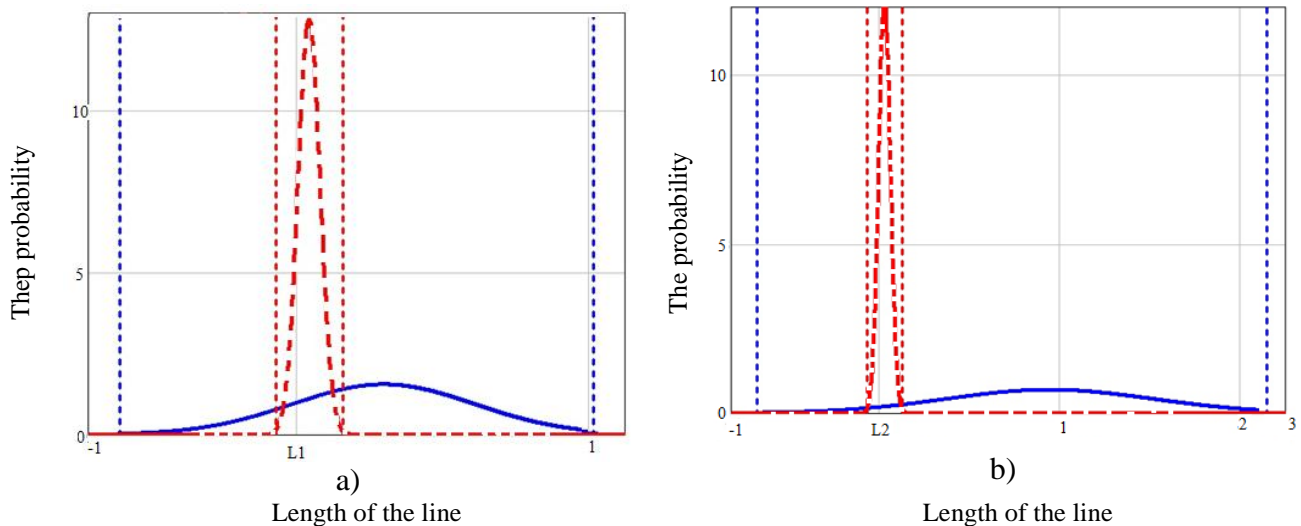 Thep probability
10
5
0
-1
L1
1
a)
Length of the line
The probability
10
5
0
-1
L2
1
2
3
b)
Length of the line